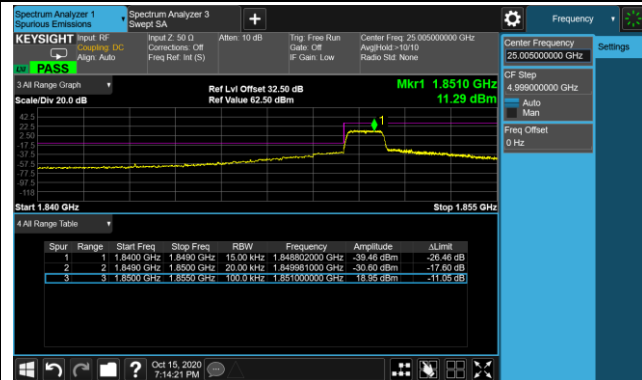 Spectrum Analyzer 1
Spurious Emissions
Spectrum Analyzer 3
Swept SA
Frequency
KEYSIGHT
Input: RF
Coupling: DC
Align: Auto
Input Z: 50 Ω
Corrections: Off
Freq Ref: Int (S)
Atten: 10 dB
Trig: Free Run
Gate: Off
IF Gain: Low
Center Freq: 25.005000000 GHz
Avg|Hold:>10/10
Radio Std: None
PASS
Center Frequency
25.005000000 GHz
Settings
CF Step
4.999000000 GHz
Auto
Man
Freq Offset
0 Hz
3 All Range Graph
Scale/Div 20.0 dB
Ref Lvl Offset 32.50 dB
Ref Value 62.50 dBm
Mkr1 1.8510 GHz
11.29 dBm
1
42.5
22.5
2.50
-17.5
-37.5
-57.5
-77.5
-97.5
-118
Start 1.840 GHz
Stop 1.855 GHz
4 All Range Table
Spur Range Start Freq Stop Freq RBW Frequency Amplitude ΔLimit
1 1 1.8400 GHz 1.8490 GHz 15.00 kHz 1.848802000 GHz -39.46 dBm -26.46 dB
2 2 1.8490 GHz 1.8500 GHz 20.00 kHz 1.849981000 GHz -30.60 dBm -17.60 dB
3 3 1.8500 GHz 1.8550 GHz 100.0 kHz 1.851000000 GHz 18.95 dBm -11.05 dB
?
Oct 15, 2020
7:14:21 PM